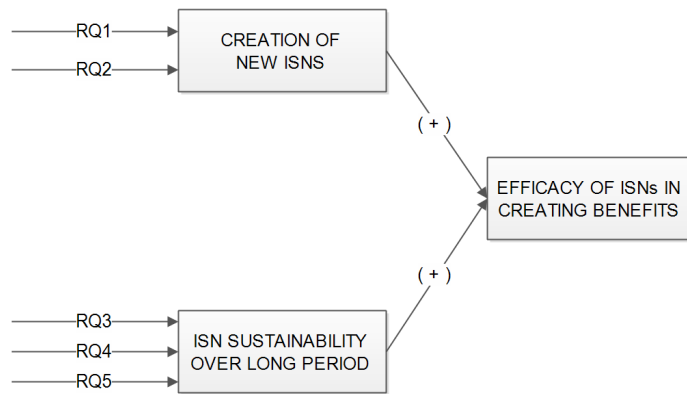 RQ1
RQ2
CREATION OF
NEW ISNS
( + )
EFFICACY OF ISNs IN
CREATING BENEFITS
( + )
RQ3
RQ4
RQ5
ISN SUSTAINABILITY
OVER LONG PERIOD